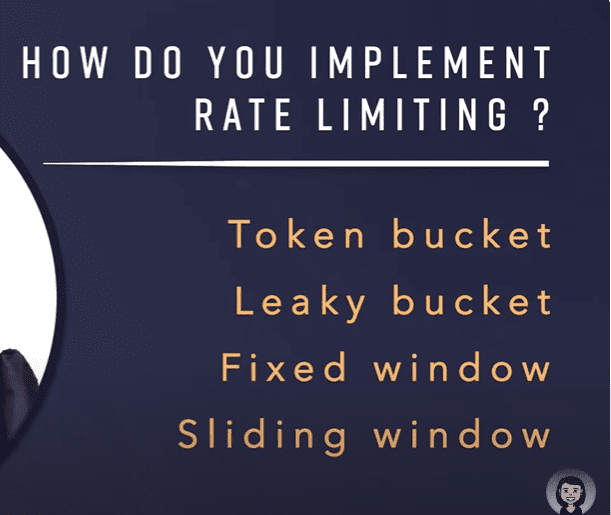 HOW DO YOU IMPLEMENT
RATE LIMITING ?
Token bucket
Leaky bucket
Fixed window
Sliding window